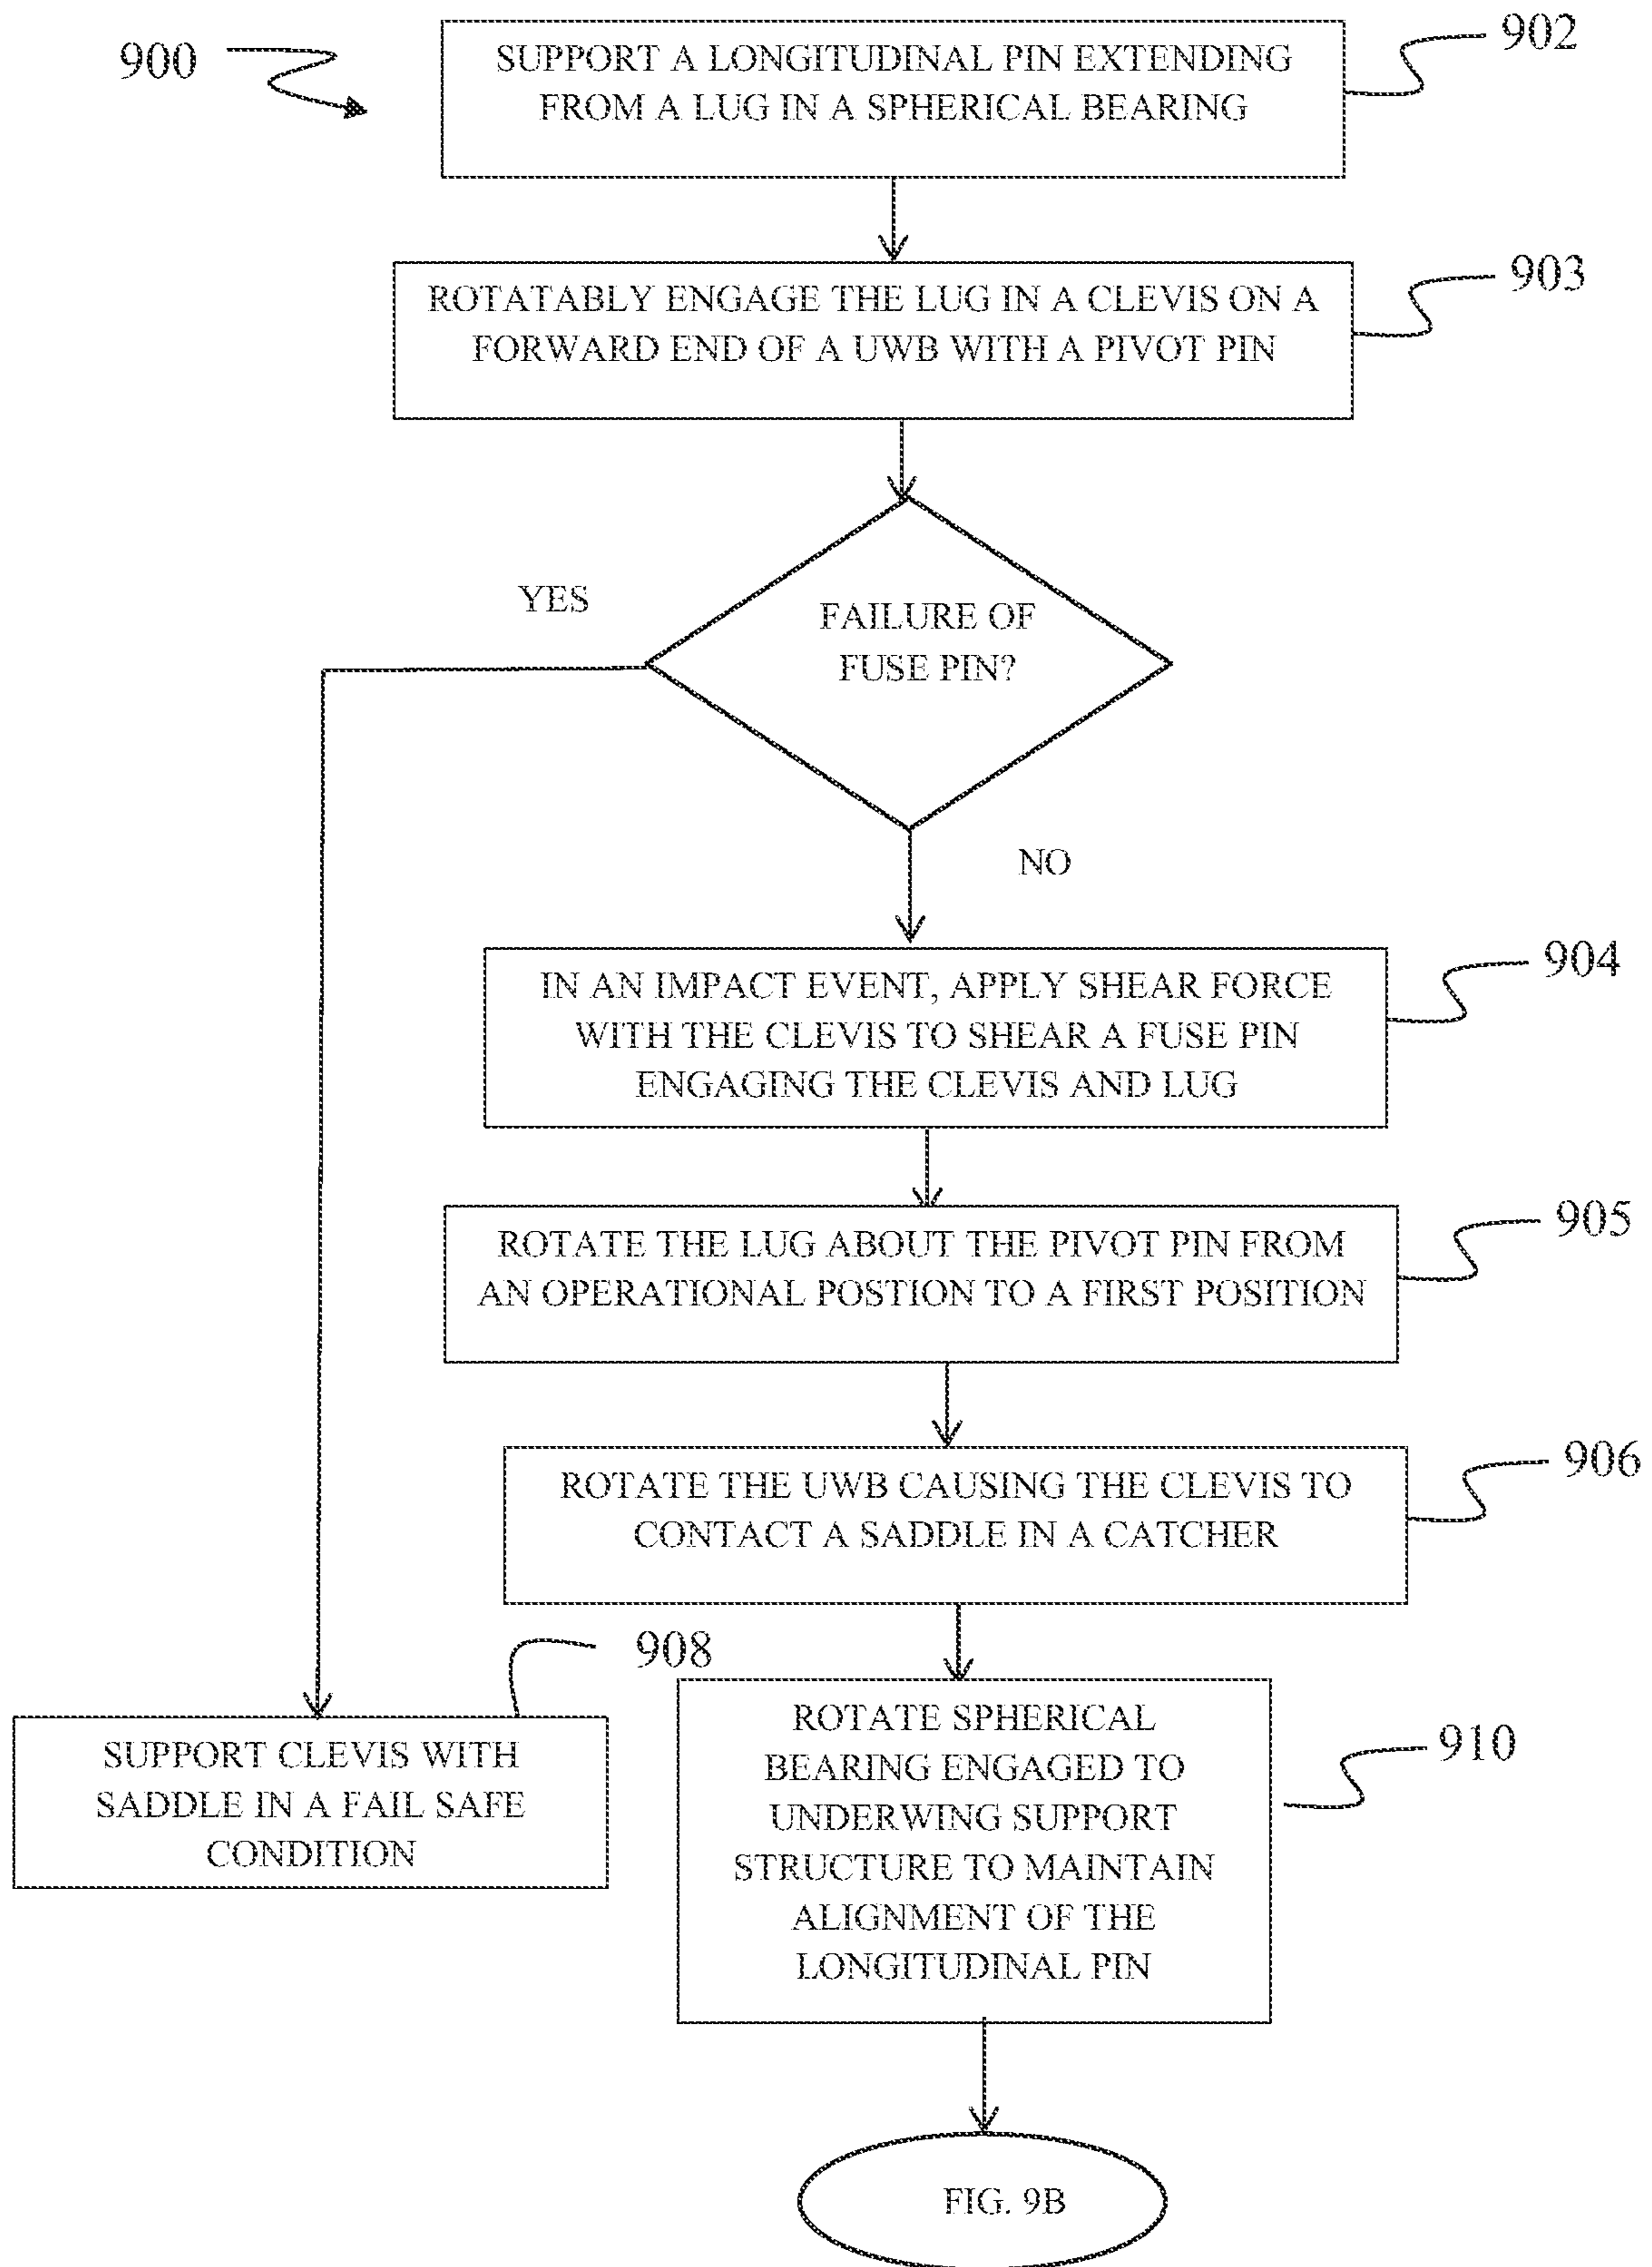 900
SUPPORT A LONGITUDINAL PIN EXTENDING
FROM A LUG IN A SPHERICAL BEARING
902
ROTATABLY ENGAGE THE LUG IN A CLEVIS ON A
FORWARD END OF A UWB WITH A PIVOT PIN
903
FAILURE OF
FUSE PIN?
YES
NO
IN AN IMPACT EVENT, APPLY SHEAR FORCE
WITH THE CLEVIS TO SHEAR A FUSE PIN
ENGAGING THE CLEVIS AND LUG
904
ROTATE THE LUG ABOUT THE PIVOT PIN FROM
AN OPERATIONAL POSTION TO A FIRST POSITION
905
ROTATE THE UWB CAUSING THE CLEVIS TO
CONTACT A SADDLE IN A CATCHER
906
908
SUPPORT CLEVIS WITH
SADDLE IN A FAIL SAFE
CONDITION
ROTATE SPHERICAL
BEARING ENGAGED TO
UNDERWING SUPPORT
STRUCTURE TO MAINTAIN
ALIGNMENT OF THE
LONGITUDINAL PIN
910
FIG. 9B